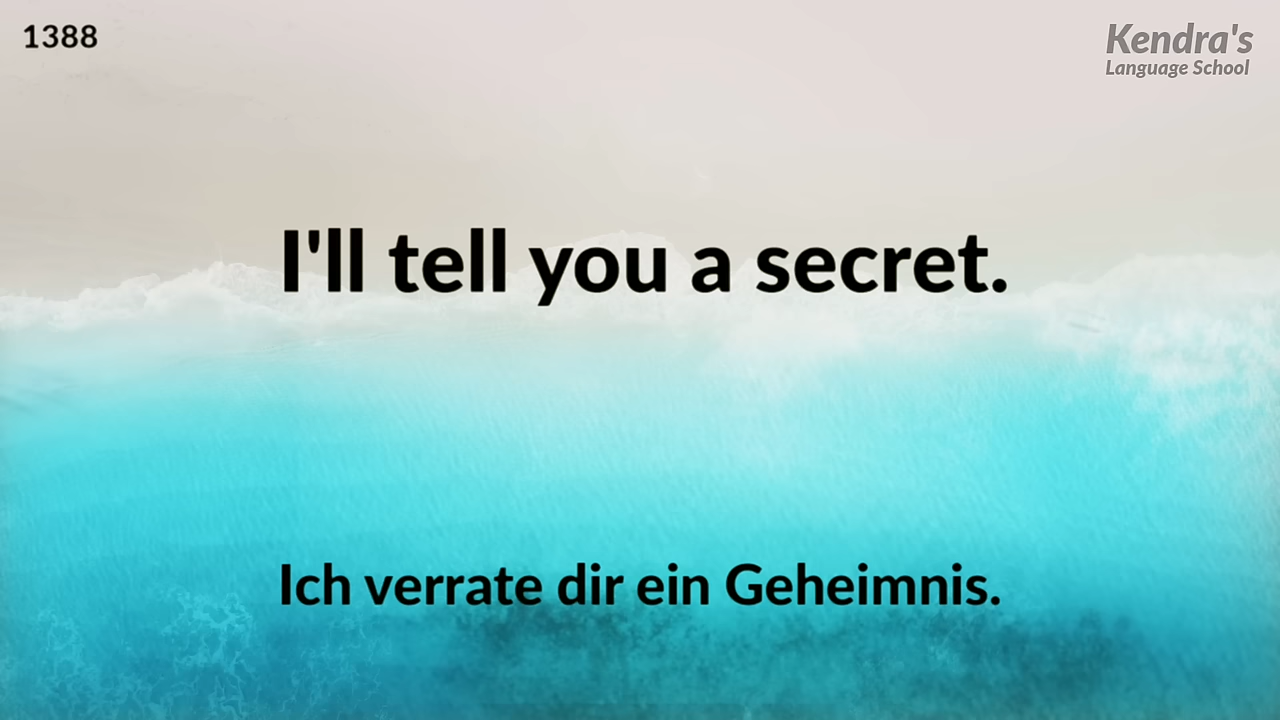 1388
Kendra's
Language School
I'll tell you a secret.
Ich verrate dir ein Geheimnis.